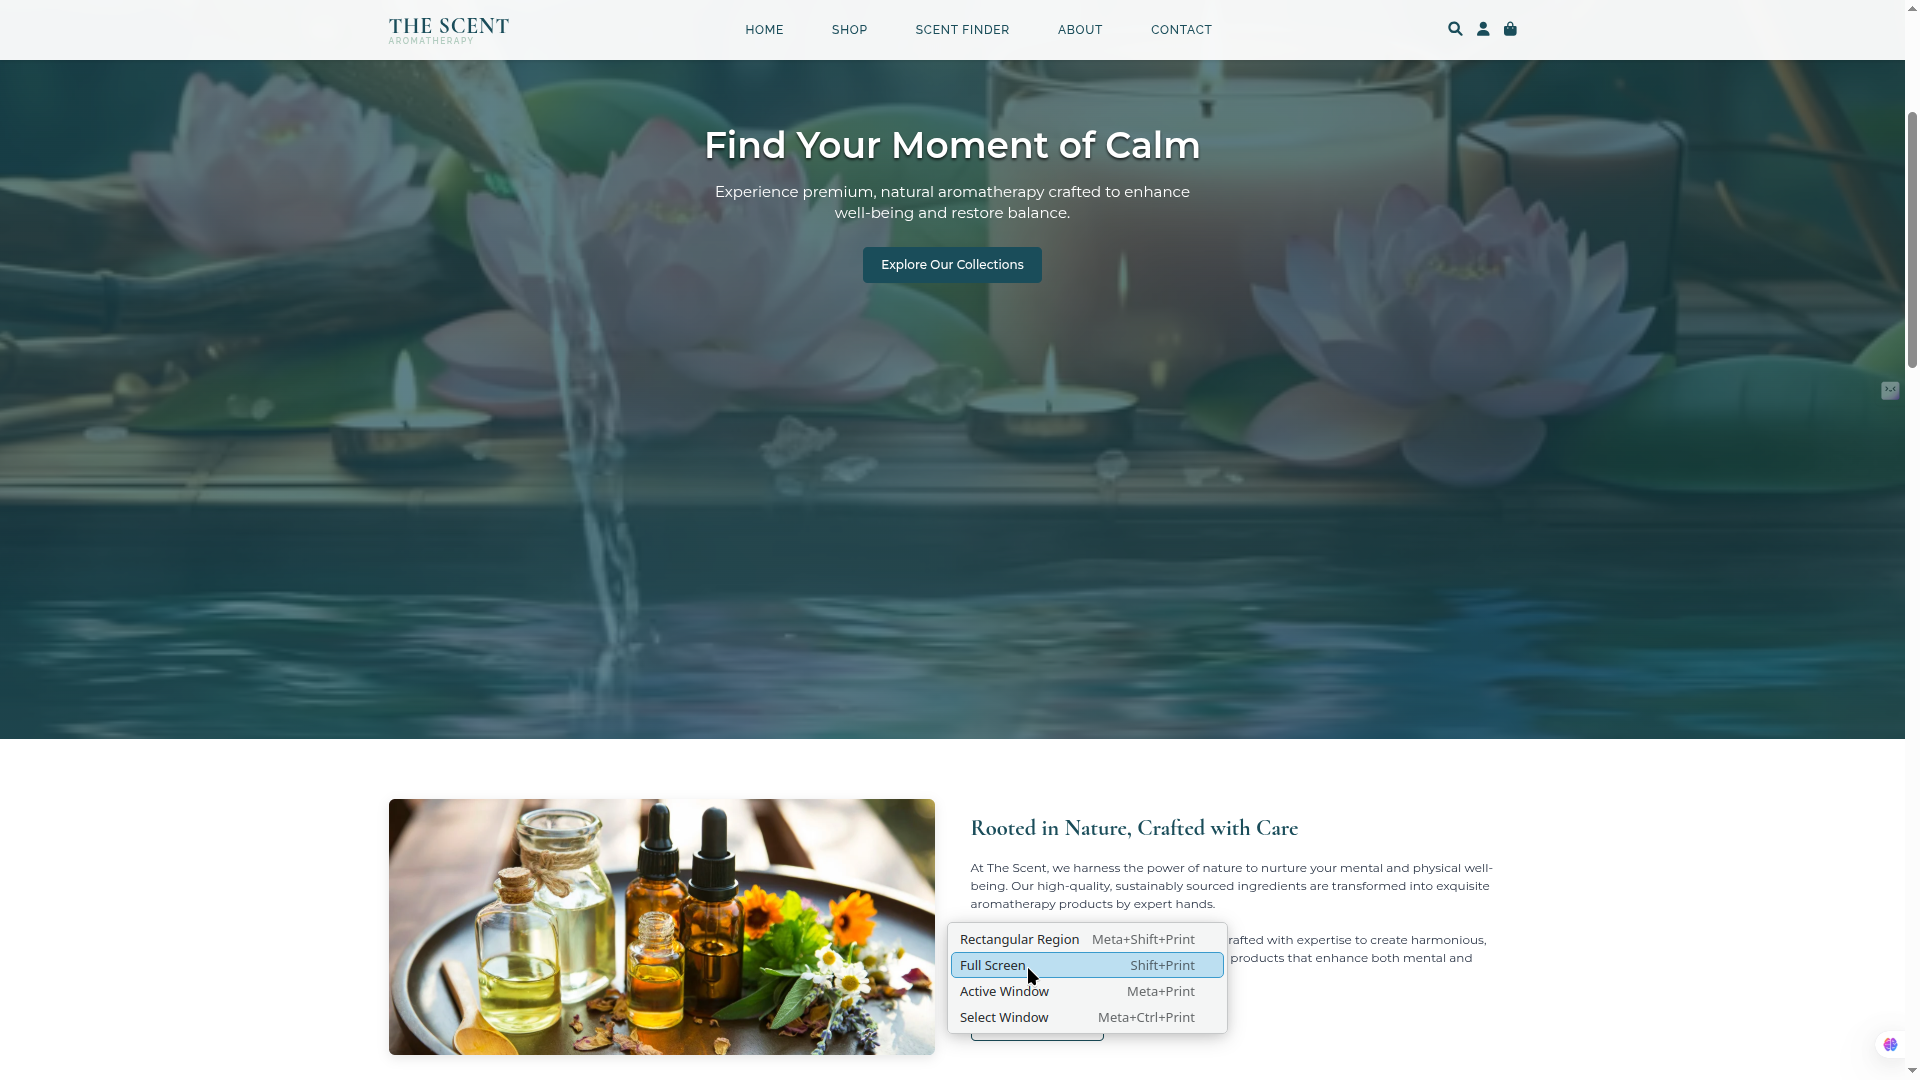 THE SCENT
AROMATHERAPY
HOME
SHOP
SCENT FINDER
ABOUT
CONTACT
Find Your Moment of Calm
Experience premium, natural aromatherapy crafted to enhance
well-being and restore balance.
Explore Our Collections
Rooted in Nature, Crafted with Care
At The Scent, we harness the power of nature to nurture your mental and physical well-
being. Our high-quality, sustainably sourced ingredients are transformed into exquisite
aromatherapy products by expert hands.
rafted with expertise to create harmonious,
products that enhance both mental and
Rectangular Region Meta+Shift+Print
Full Screen Shift+Print
Active Window Meta+Print
Select Window Meta+Ctrl+Print